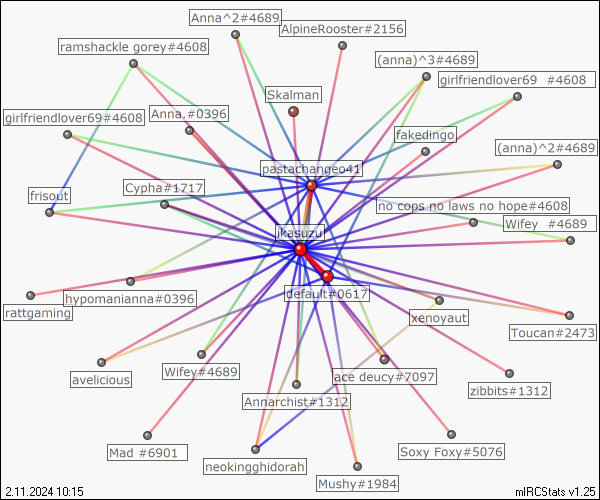 Anna^2#4689
AlpineRooster#2156
ramshackle gorey#4608
(anna)^3#4689
girlfriendlover69 #4608
Skalman
girlfriendlover69#4608
Anna,#0396
fakedingo
(anna)^2#4689
pastachangeo41
frisout
Cypha#1717
no cops no laws no hope#4608
Wifey #4689
ikasuzu
default#0617
hypomanianna#0396
rattgaming
xenoyaut
Toucan#2473
avelicious
Wifey#4689
ace deucy#7097
zibbits#1312
Annarchist#1312
Mad #6901
neokingghidorah
Soxy Foxy#5076
Mushy#1984
2.11.2024 10:15
mIRCStats v1.25